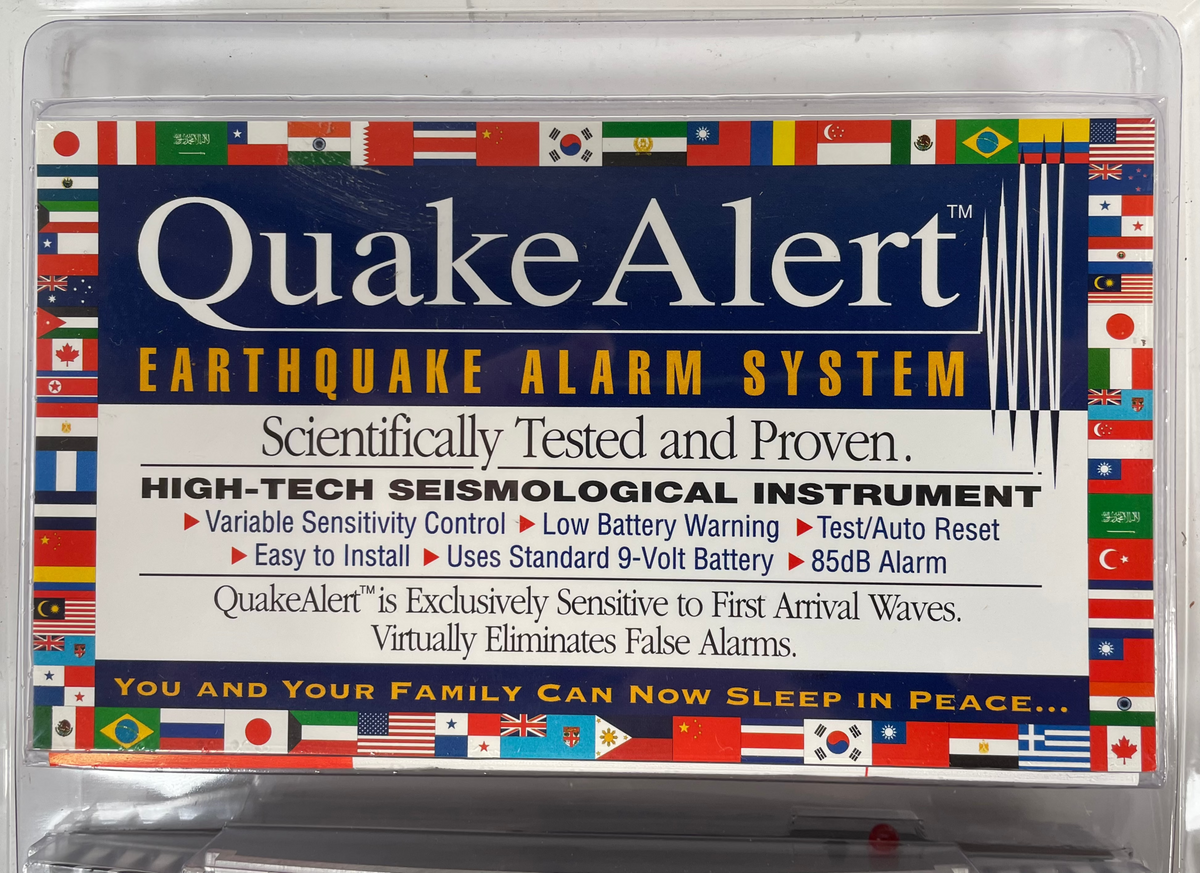 QuakeAlert™
EARTHQUAKE ALARM SYSTEM
Scientifically Tested and Proven.
HIGH-TECH SEISMOLOGICAL INSTRUMENT
▶ Variable Sensitivity Control ▶ Low Battery Warning ▶ Test/Auto Reset
▶ Easy to Install ▶ Uses Standard 9-Volt Battery ▶ 85dB Alarm
QuakeAlert™ is Exclusively Sensitive to First Arrival Waves.
Virtually Eliminates False Alarms.
YOU AND YOUR FAMILY CAN NOW SLEEP IN PEACE...